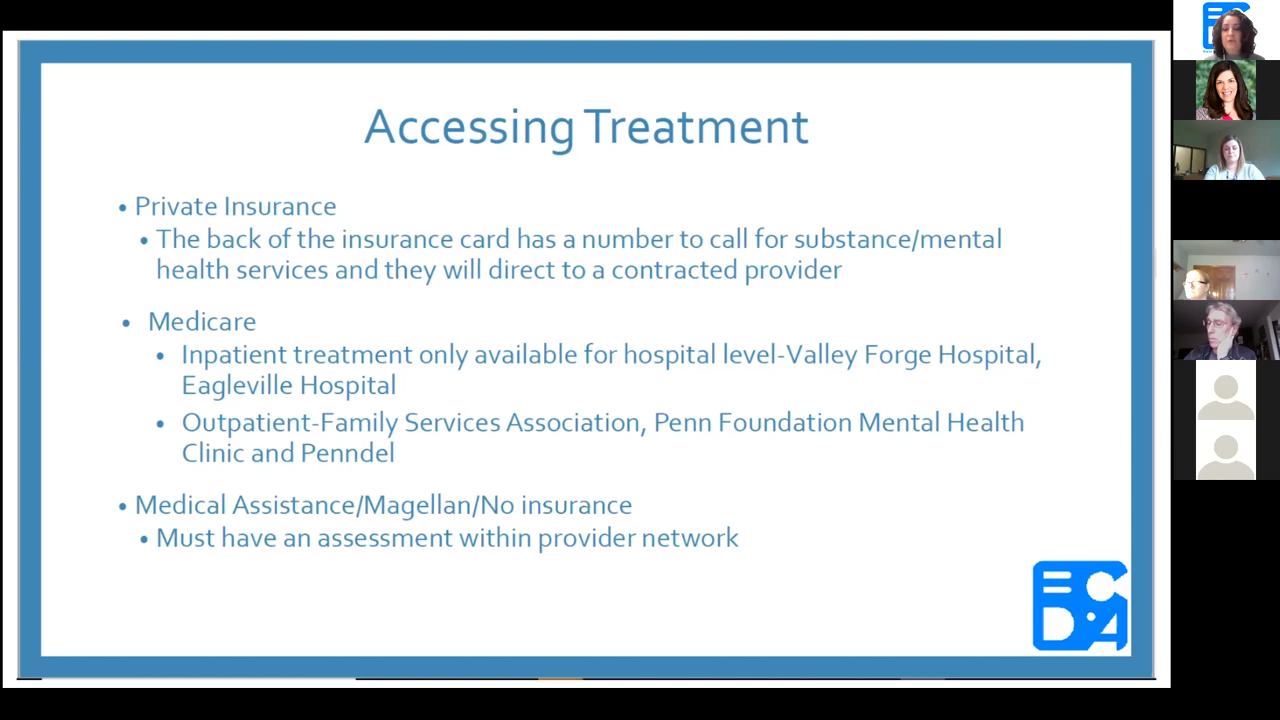 Accessing Treatment
• Private Insurance
• The back of the insurance card has a number to call for substance/mental
health services and they will direct to a contracted provider
• Medicare
• Inpatient treatment only available for hospital level-Valley Forge Hospital,
Eagleville Hospital
• Outpatient-Family Services Association, Penn Foundation Mental Health
Clinic and Penndel
• Medical Assistance/Magellan/No insurance
• Must have an assessment within provider network